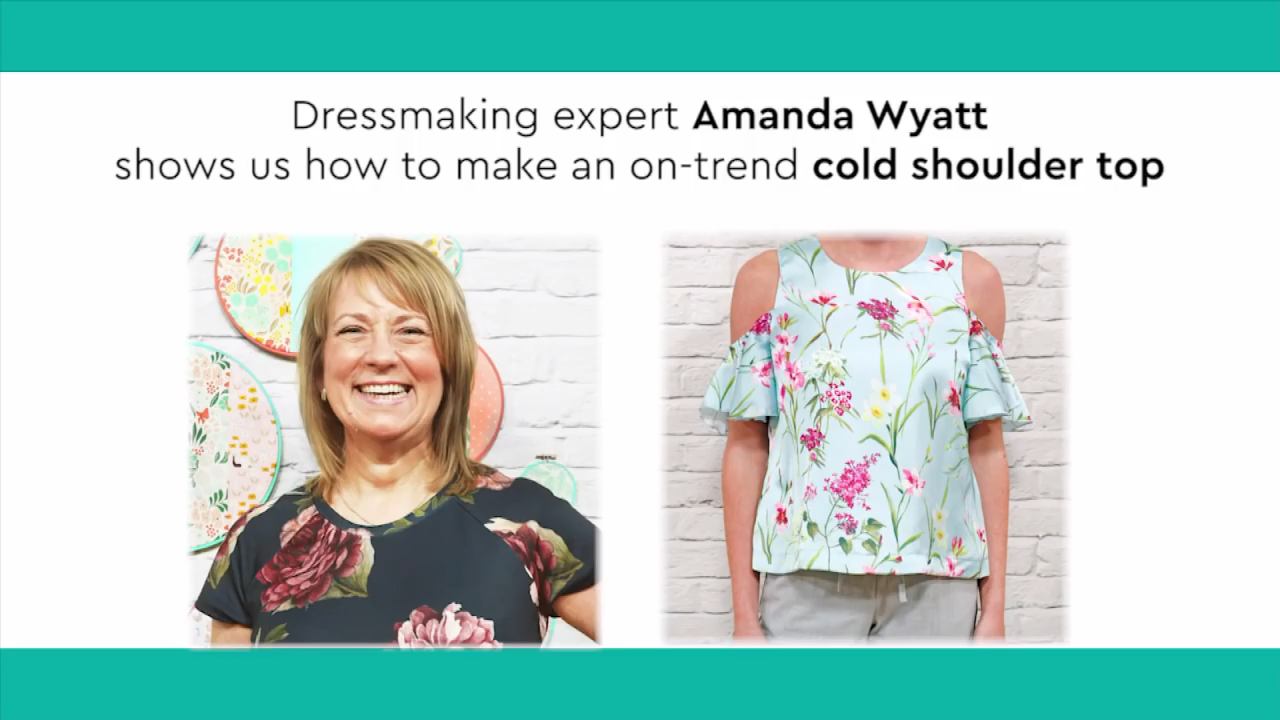 Dressmaking expert Amanda Wyatt
shows us how to make an on-trend cold shoulder top